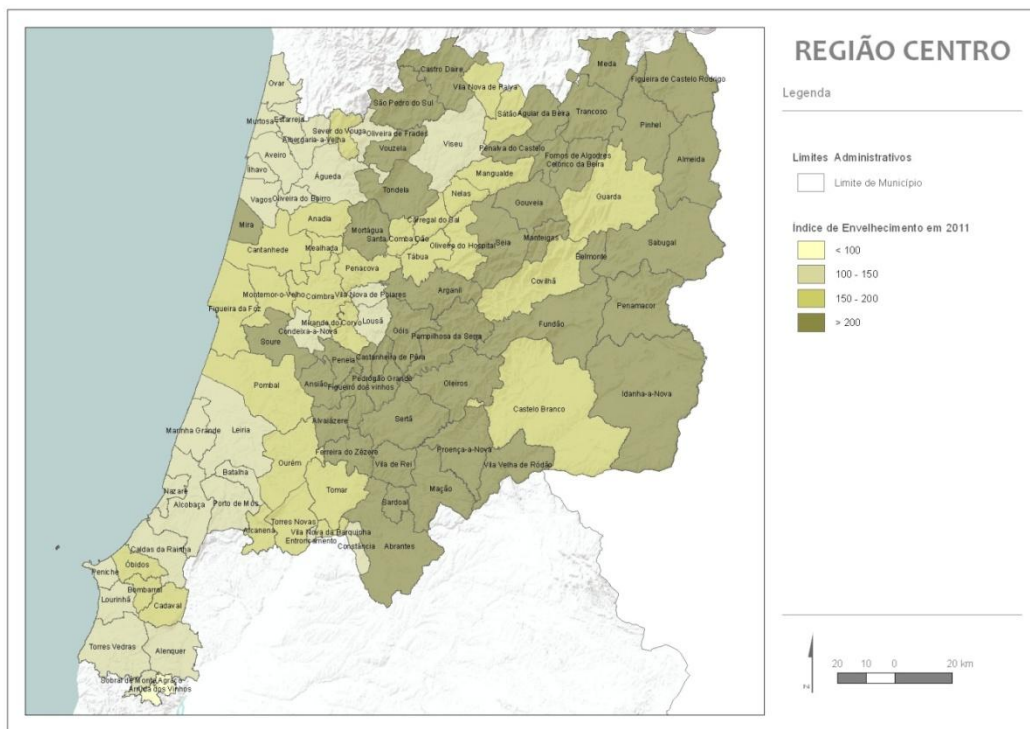 REGIÃO CENTRO
Legenda
Limites Administrativos
Limite de Município
Índice de Envelhecimento em 2011
< 100
100 - 150
150 - 200
> 200
N
20 10 0 20 km
Castro Daire
Meda
Figueira de Castelo Rodrigo
Ovar
Vila Nova de Paiva
São Pedro do Sul
Trancoso
Murtosa
Estarreja
Sever do Vouga
Sátão
Aguiar da Beira
Pinhel
Albergaria-a-Velha
Oliveira de Frades
Viseu
Vouzela
Penalva do Castelo
Aveiro
Fornos de Algodres
Almeida
Celorico da Beira
Ílhavo
Águeda
Mangualde
Tondela
Guarda
Vagos
Oliveira do Bairro
Nelas
Gouveia
Mira
Anadia
Carregal do Sal
Mortágua
Santa Comba Dão
Seia
Manteigas
Sabugal
Cantanhede
Mealhada
Oliveira do Hospital
Tábua
Belmonte
Penacova
Covilhã
Montemor-o-Velho
Coimbra
Vila Nova de Poiares
Arganil
Penamacor
Figueira da Foz
Miranda do Corvo
Lousã
Condeixa-a-Nova
Góis
Fundão
Soure
Pampilhosa da Serra
Penela
Castanheira de Pêra
Pombal
Ansião
Pedrógão Grande
Figueiró dos Vinhos
Oleiros
Idanha-a-Nova
Castelo Branco
Alvaiázere
Sertã
Marinha Grande
Leiria
Proença-a-Nova
Ferreira do Zêzere
Ourém
Vila de Rei
Vila Velha de Ródão
Batalha
Nazaré
Tomar
Mação
Alcobaça
Porto de Mós
Sardoal
Torres Novas
Alcanena
Vila Nova da Barquinha
Entroncamento
Constância
Abrantes
Caldas da Rainha
Óbidos
Peniche
Bombarral
Lourinhã
Cadaval
Torres Vedras
Alenquer
Sobral de Monte Agraço
Arruda dos Vinhos